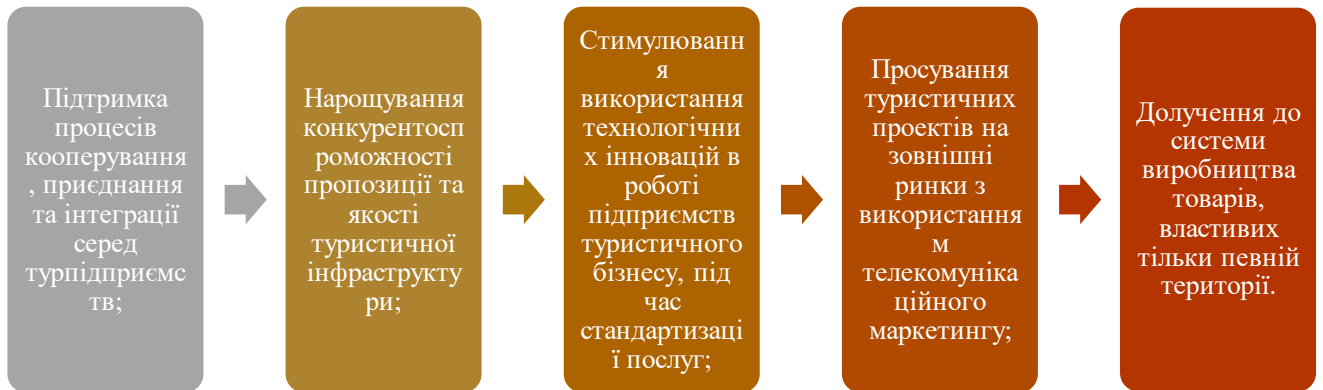 Підтримка
процесів
кооперування
, приєднання
та інтеграції
серед
турпідприємс
тв;
Нарощування
конкурентосп
роможності
пропозиції та
якості
туристичної
інфраструкту
ри;
Стимулюванн
я
використання
технологічни
х інновацій в
роботі
підприємств
туристичного
бізнесу, під
час
стандартизаці
ї послуг;
Просування
туристичних
проектів на
зовнішні
ринки з
використання
м
телекомуніка
ційного
маркетингу;
Долучення до
системи
виробництва
товарів,
властивих
тільки певній
території.